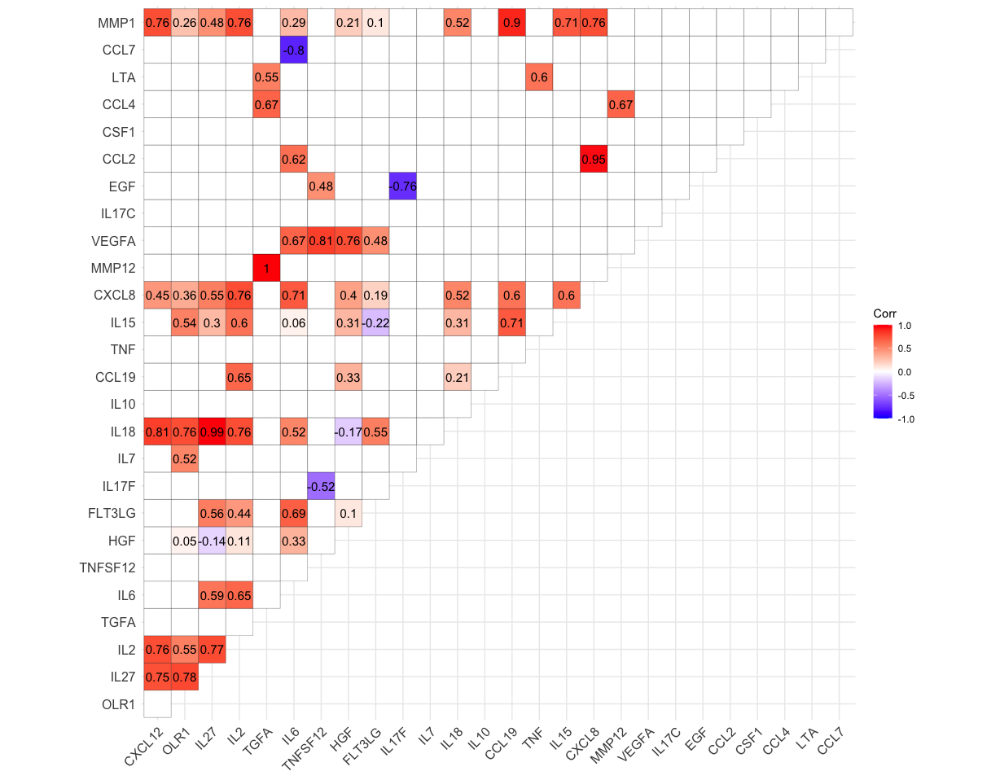 MMP1 0.76 0.26 0.48 0.76 0.29 0.21 0.1 0.52 0.9 0.71 0.76
CCL7 -0.8
LTA 0.55 0.6
CCL4 0.67 0.67
CSF1
CCL2 0.62 0.95
EGF 0.48 -0.76
IL17C
VEGFA 0.67 0.81 0.76 0.48
MMP12 1
CXCL8 0.45 0.36 0.55 0.76 0.71 0.4 0.19 0.52 0.6 0.6
IL15 0.54 0.3 0.6 0.06 0.31 -0.22 0.31 0.71
TNF
CCL19 0.65 0.33 0.21
IL10
IL18 0.81 0.76 0.99 0.76 0.52 -0.17 0.55
IL7 0.52
IL17F -0.52
FLT3LG 0.56 0.44 0.69 0.1
HGF 0.05 -0.14 0.11 0.33
TNFSF12
IL6 0.59 0.65
TGFA
IL2 0.76 0.55 0.77
IL27 0.75 0.78
OLR1
CXCL12 OLR1 IL27 IL2 TGFA IL6 TNFSF12 HGF FLT3LG IL17F IL7 IL18 IL10 CCL19 TNF IL15 CXCL8 MMP12 VEGFA IL17C EGF CCL2 CSF1 CCL4 LTA CCL7
Corr
1.0
0.5
0.0
-0.5
-1.0